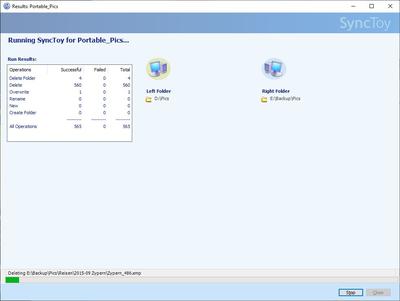 Results: Portable_Pics
SyncToy
Running SyncToy for Portable_Pics...
Run Results:
Operations Successful Failed Total
Delete Folder 4 0 4
Delete 560 0 560
Overwrite 1 0 1
Rename 0 0 0
New 0 0 0
Create Folder 0 0 0
-------- -------- --------
All Operations 565 0 565
Left Folder
D:\Pics
Right Folder
E:\Backup\Pics
Deleting E:\Backup\Pics\Reisen\2015-09 Zypern\Zypern_486.xmp
Stop
Close